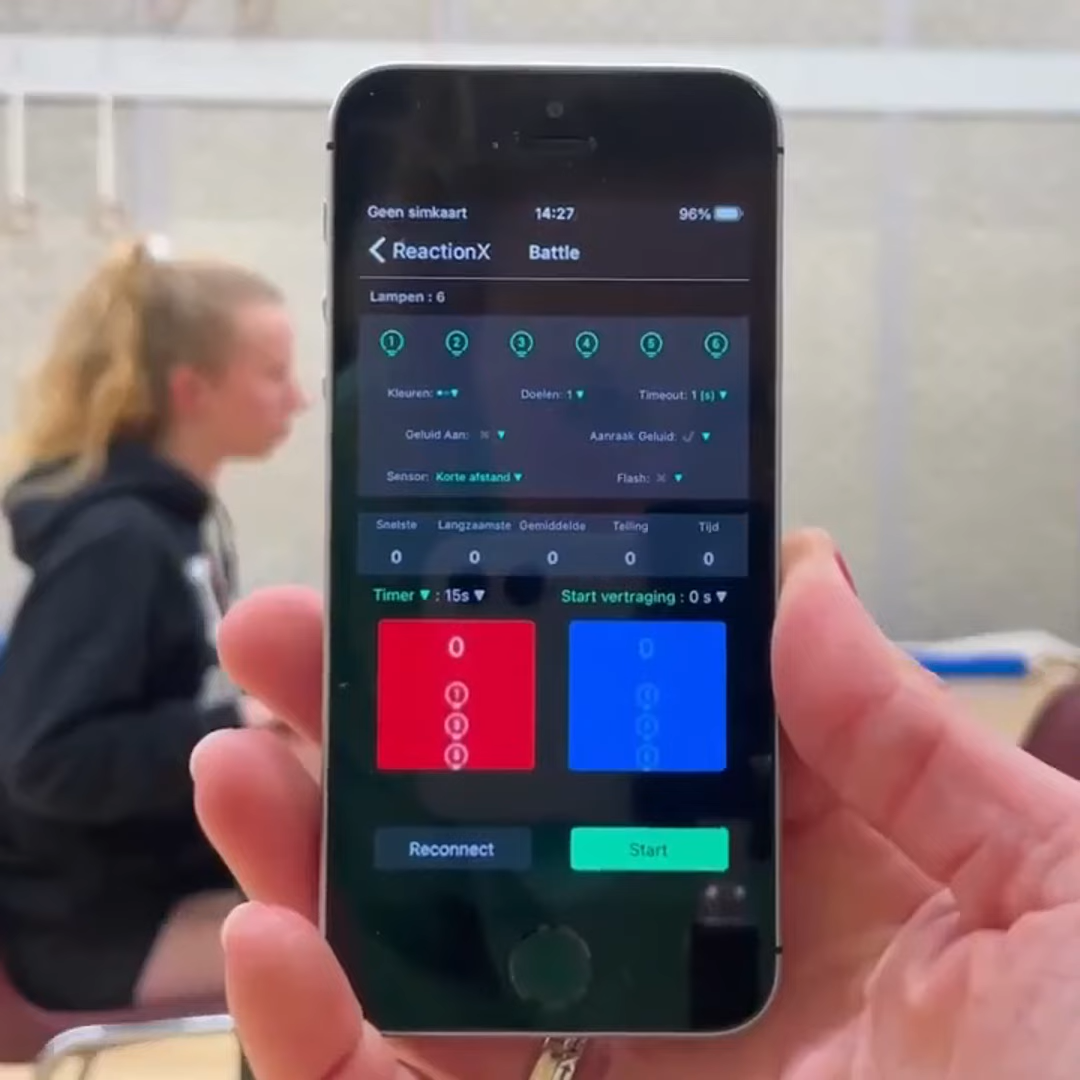 Geen simkaart 14:27 96%
ReactionX Battle
Lampen : 6
1 2 3 4 5 6
Kleuren: Doelen: 1 Timeout: 1 (s)
Geluid Aan: Aanraak Geluid:
Sensor: Korte afstand Flash:
Snelste Langzaamste Gemiddelde Telling Tijd
0 0 0 0 0
Timer : 15s Start vertraging : 0 s
0 0
Reconnect Start